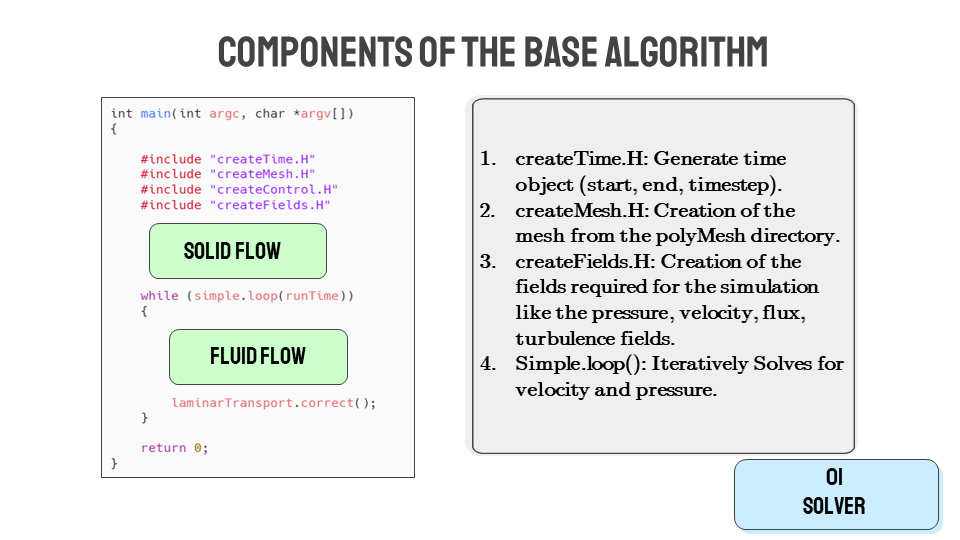 COMPONENTS OF THE BASE ALGORITHM
int main(int argc, char *argv[])
{
#include "createTime.H"
#include "createMesh.H"
#include "createControl.H"
#include "createFields.H"
SOLID FLOW
while (simple.loop(runTime))
{
FLUID FLOW
laminarTransport.correct();
}
return 0;
}
1. createTime.H: Generate time
object (start, end, timestep).
2. createMesh.H: Creation of the
mesh from the polyMesh directory.
3. createFields.H: Creation of the
fields required for the simulation
like the pressure, velocity, flux,
turbulence fields.
4. Simple.loop(): Iteratively Solves for
velocity and pressure.
01
SOLVER